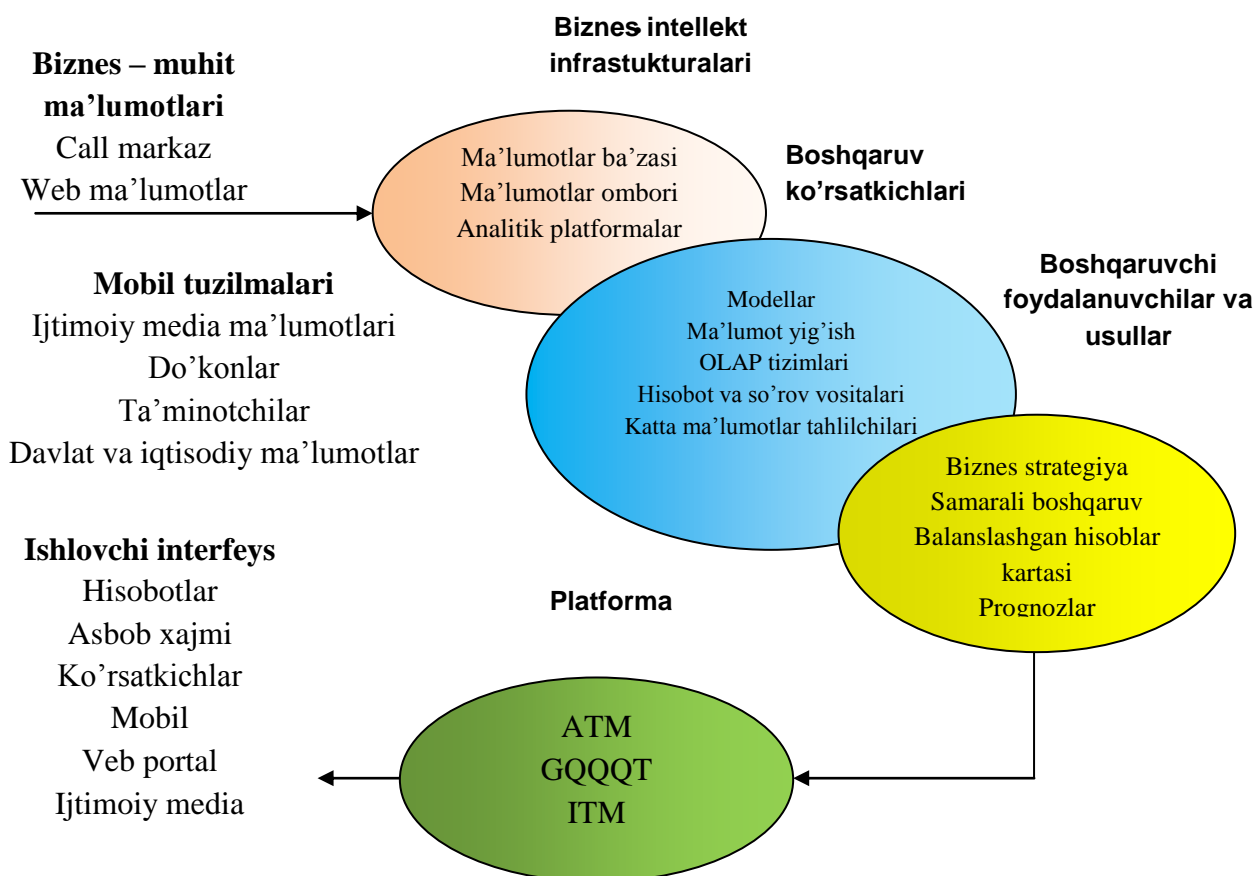 Biznes intellekt
infrastukturalari
Biznes – muhit
ma’lumotlari
Call markaz
Web ma’lumotlar
Ma’lumotlar ba’zasi
Ma’lumotlar ombori
Analitik platformalar
Boshqaruv
ko’rsatkichlari
Mobil tuzilmalari
Ijtimoiy media ma’lumotlari
Do’konlar
Ta’minotchilar
Davlat va iqtisodiy ma’lumotlar
Modellar
Ma’lumot yig’ish
OLAP tizimlari
Hisobot va so’rov vositalari
Katta ma’lumotlar tahlilchilari
Boshqaruvchi
foydalanuvchilar va
usullar
Biznes strategiya
Samarali boshqaruv
Balanslashgan hisoblar
kartasi
Prognozlar
Ishlovchi interfeys
Hisobotlar
Asbob xajmi
Ko’rsatkichlar
Mobil
Veb portal
Ijtimoiy media
Platforma
ATM
GQQQT
ITM